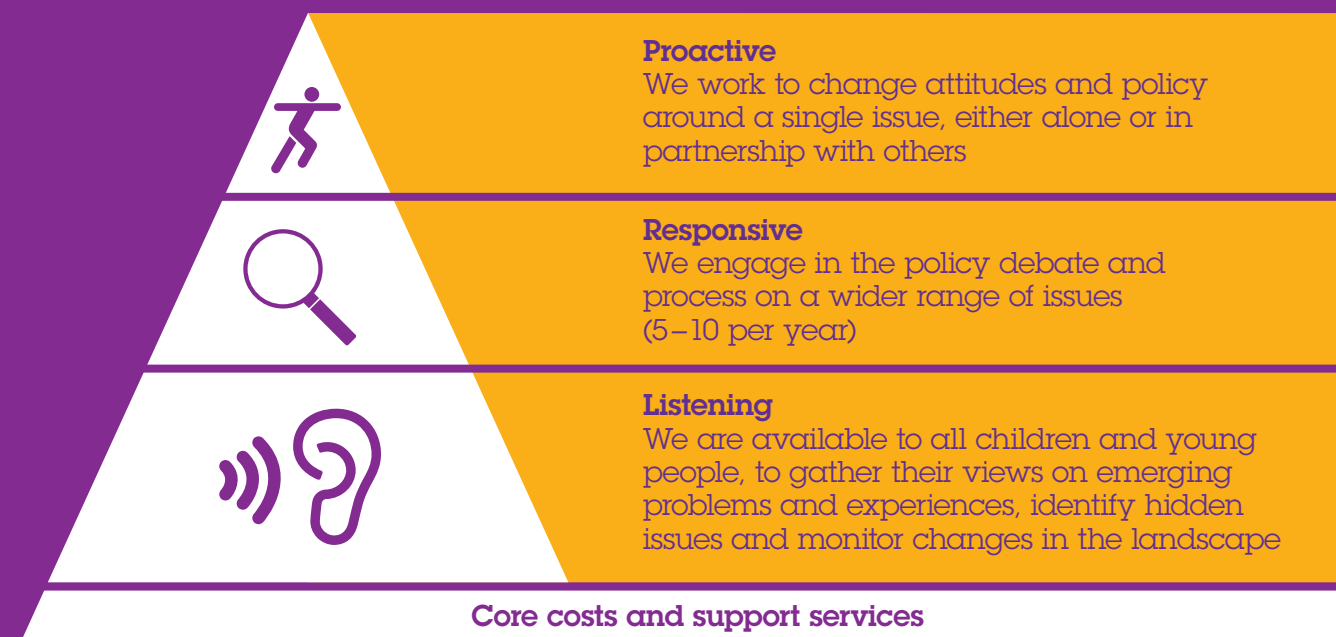 Proactive
We work to change attitudes and policy
around a single issue, either alone or in
partnership with others
Responsive
We engage in the policy debate and
process on a wider range of issues
(5–10 per year)
Listening
We are available to all children and young
people, to gather their views on emerging
problems and experiences, identify hidden
issues and monitor changes in the landscape
Core costs and support services